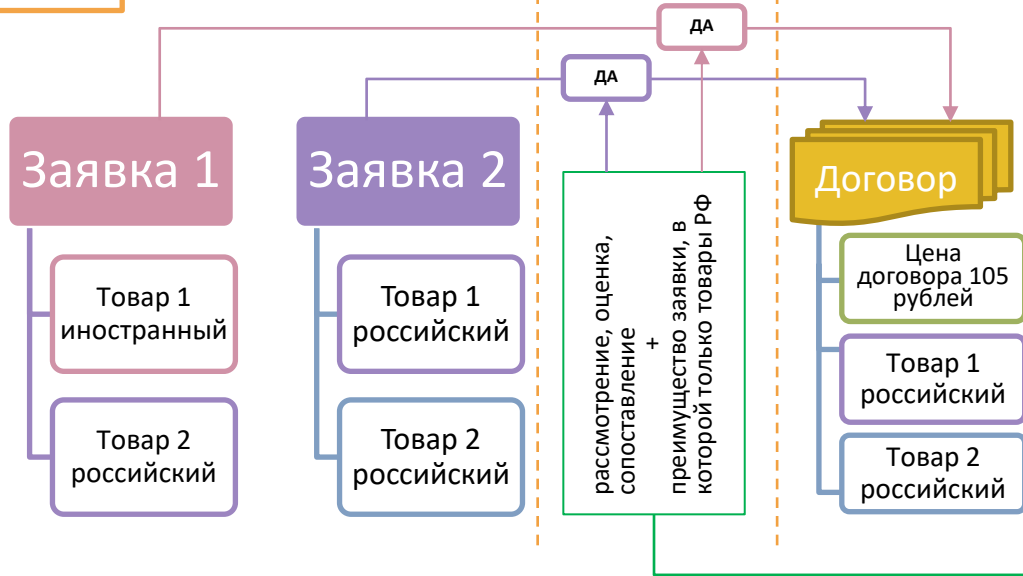 ДА
ДА
Заявка 1
Товар 1
иностранный
Товар 2
российский
Заявка 2
Товар 1
российский
Товар 2
российский
рассмотрение, оценка,
сопоставление
+
преимущество заявки, в
которой только товары РФ
Договор
Цена
договора 105
рублей
Товар 1
российский
Товар 2
российский